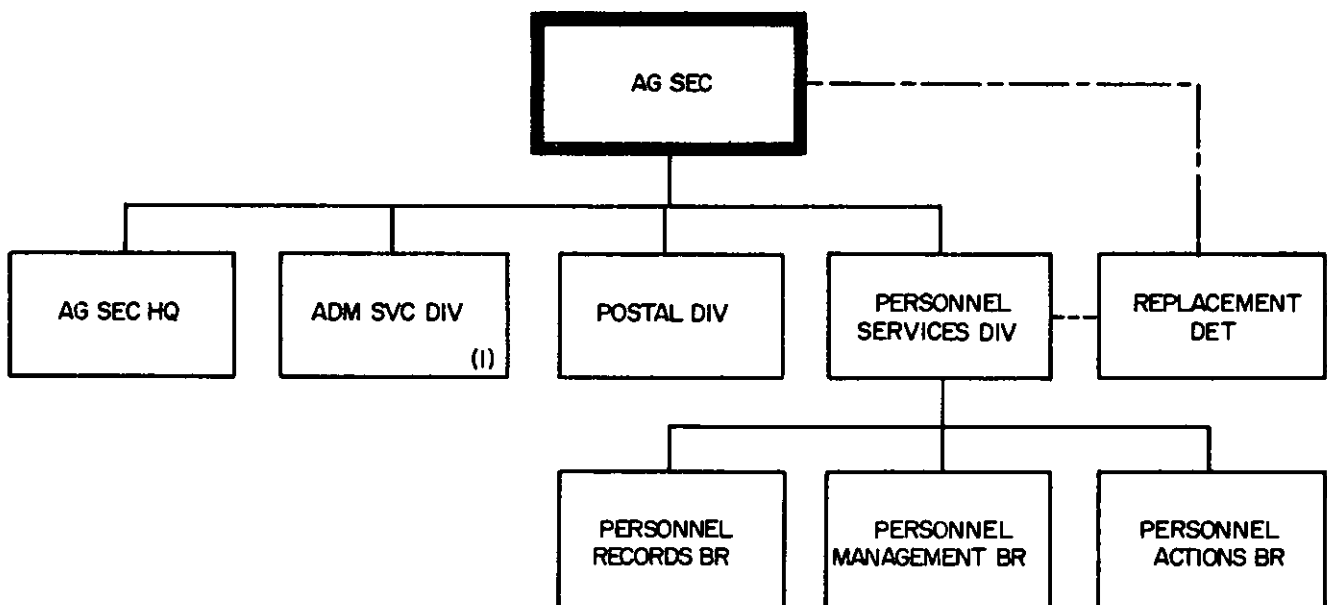 AG SEC
AG SEC HQ
ADM SVC DIV
(1)
POSTAL DIV
PERSONNEL
SERVICES DIV
REPLACEMENT
DET
PERSONNEL
RECORDS BR
PERSONNEL
MANAGEMENT BR
PERSONNEL
ACTIONS BR